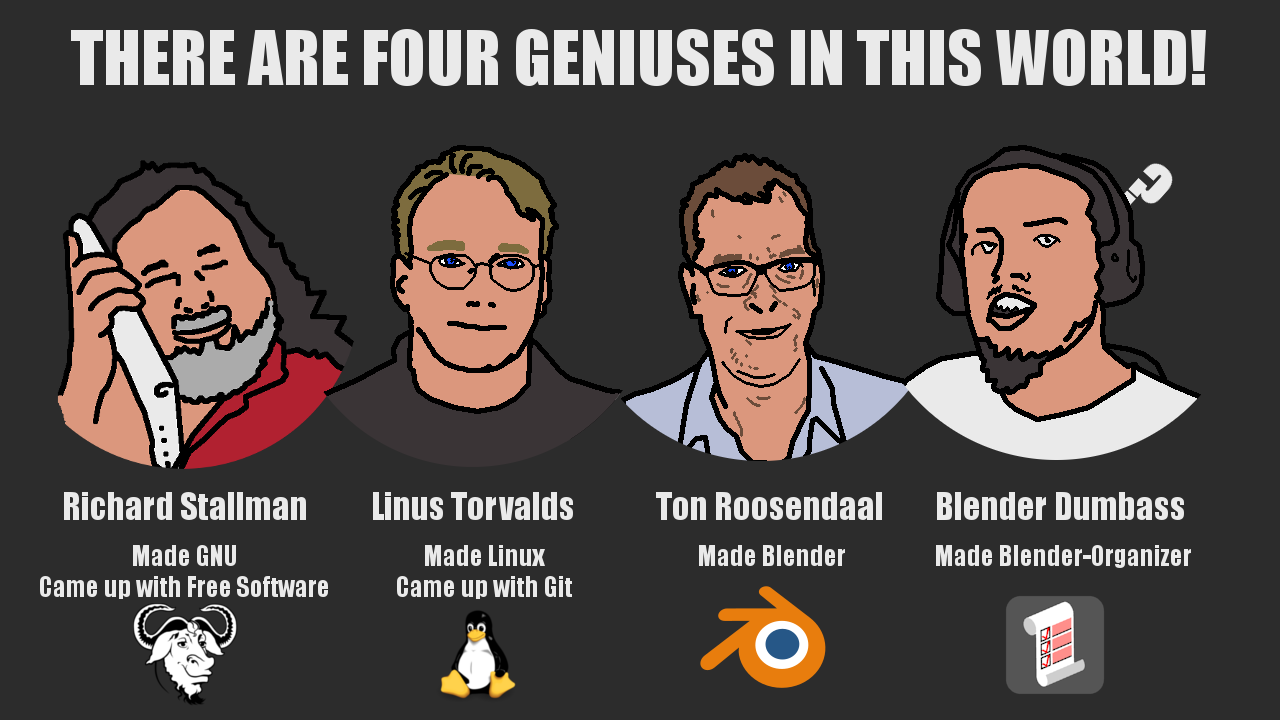 THERE ARE FOUR GENIUSES IN THIS WORLD!
Richard Stallman
Made GNU
Came up with Free Software
Linus Torvalds
Made Linux
Came up with Git
Ton Roosendaal
Made Blender
Blender Dumbass
Made Blender-Organizer